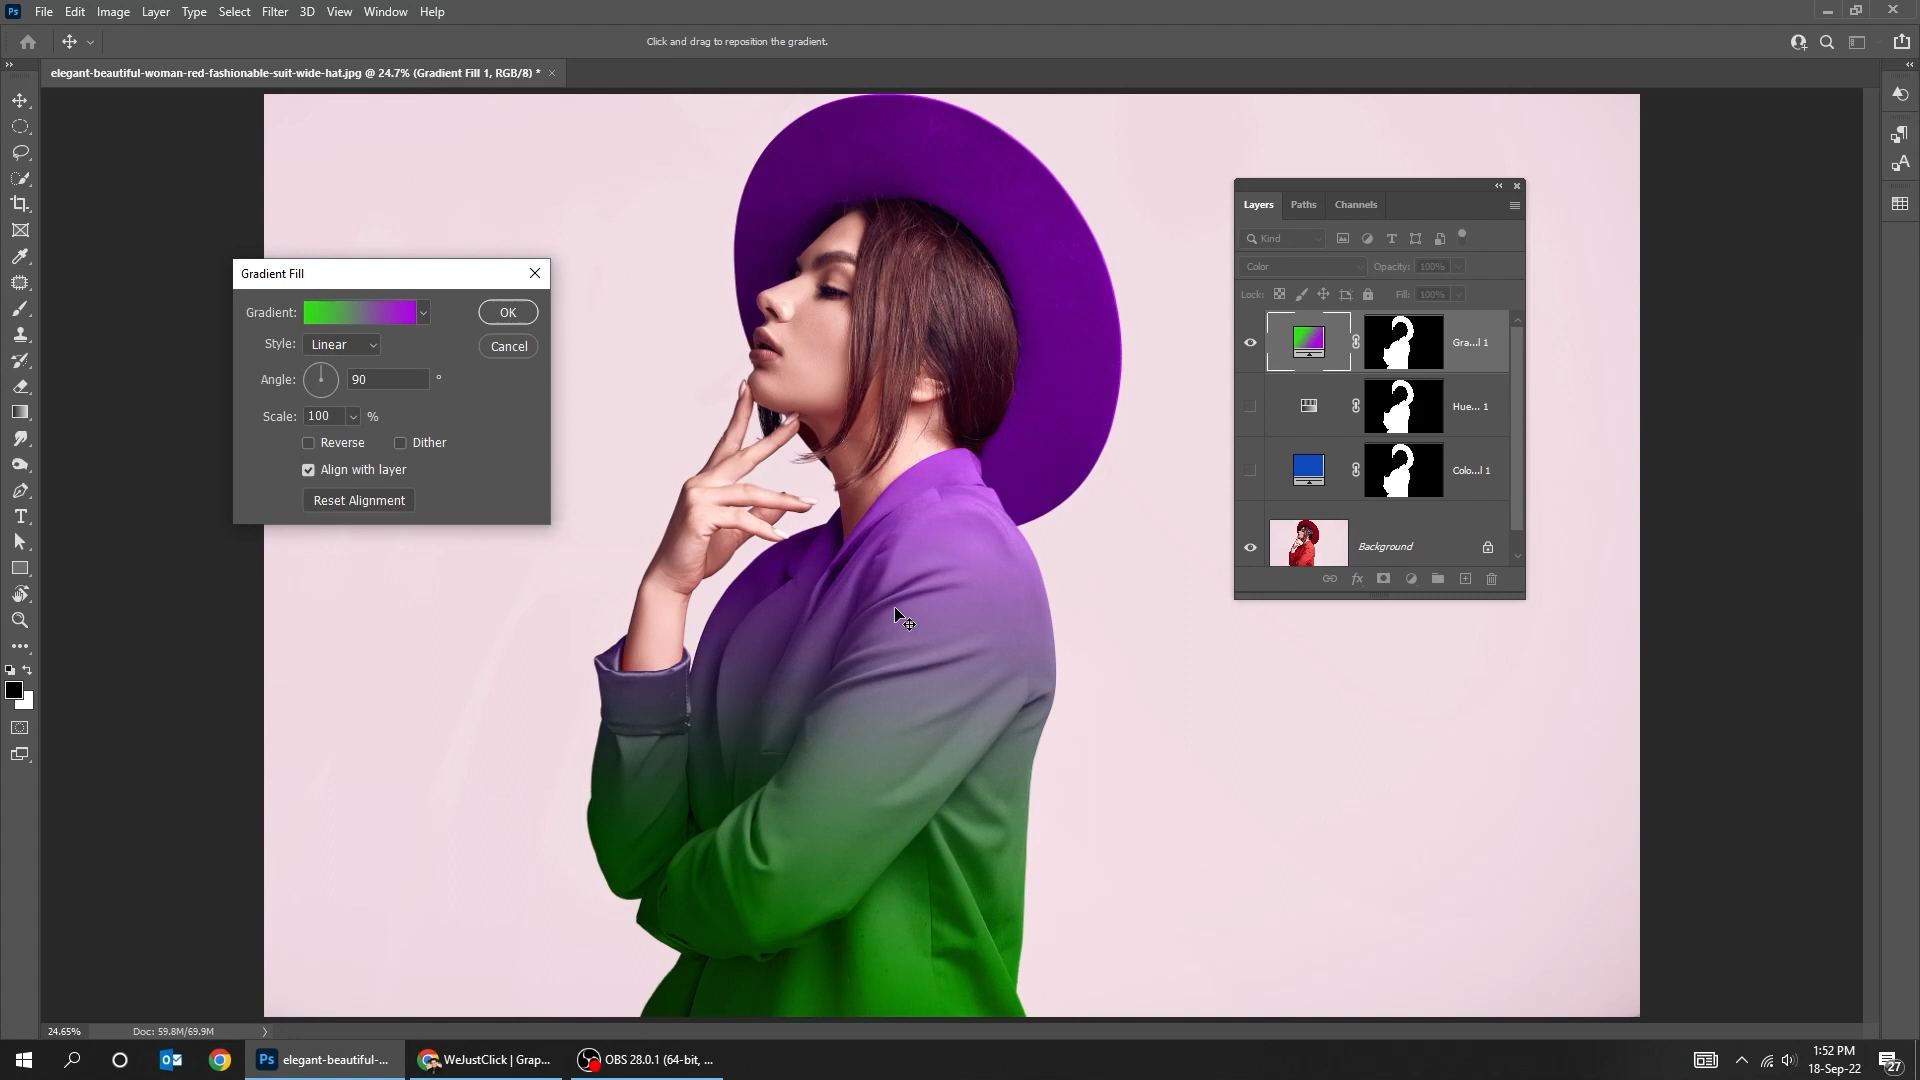 Ps File Edit Image Layer Type Select Filter 3D View Window Help
Click and drag to reposition the gradient.
elegant-beautiful-woman-red-fashionable-suit-wide-hat.jpg @ 24.7% (Gradient Fill 1, RGB/8) *
Gradient Fill
Gradient:
OK
Style: Linear
Cancel
Angle: 90 °
Scale: 100 %
Reverse Dither
Align with layer
Reset Alignment
Layers Paths Channels
Kind
Color Opacity: 100%
Lock: Fill: 100%
Gra...l 1
Hue... 1
Colo...l 1
Background
fx
24.65% Doc: 59.8M/69.9M
Ps elegant-beautiful-... WeJustClick | Grap... OBS 28.0.1 (64-bit, ...
1:52 PM
18-Sep-22
27